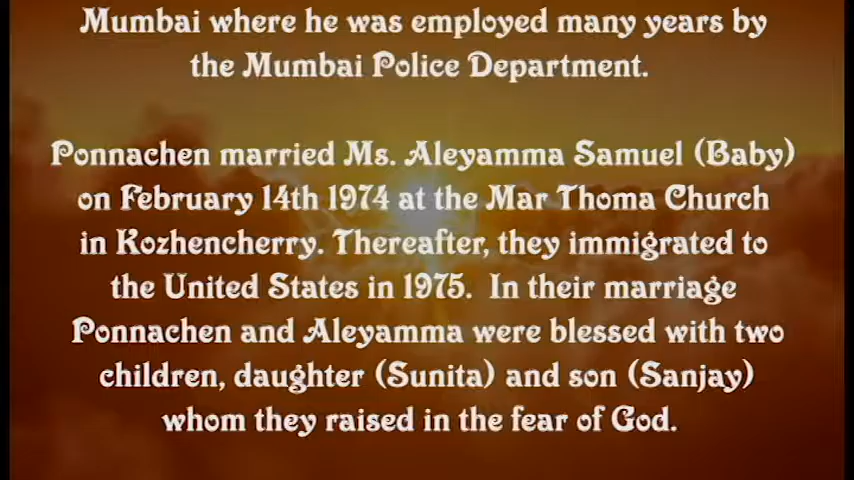 Mumbai where he was employed many years by
the Mumbai Police Department.
Ponnachen married Ms. Aleyamma Samuel (Baby)
on February 14th 1974 at the Mar Thoma Church
in Kozhencherry. Thereafter, they immigrated to
the United States in 1975. In their marriage
Ponnachen and Aleyamma were blessed with two
children, daughter (Sunita) and son (Sanjay)
whom they raised in the fear of God.